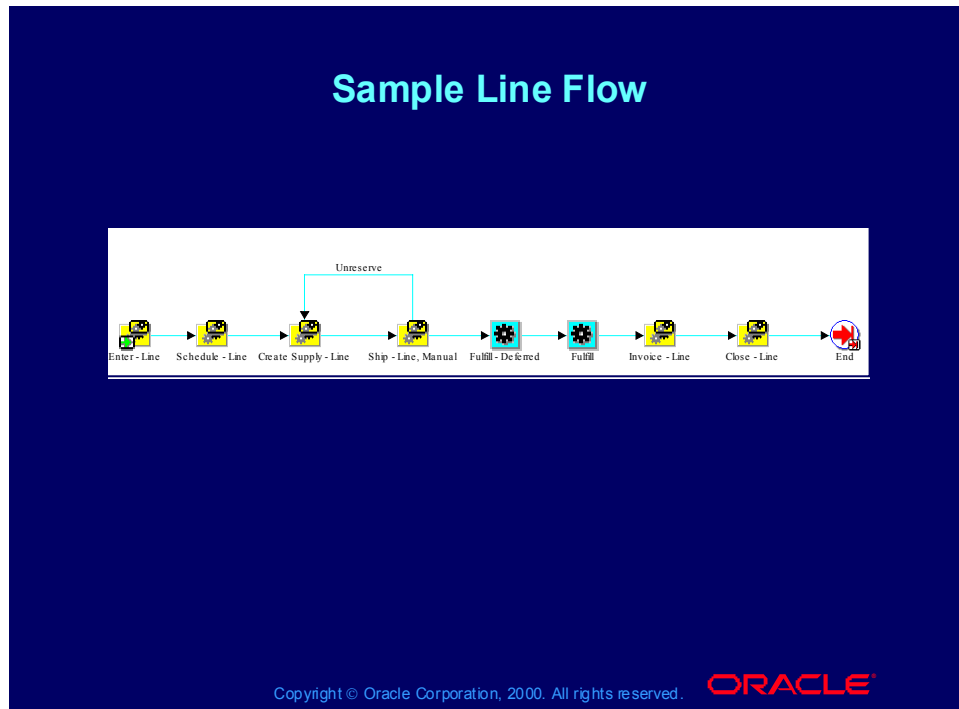 Sample Line Flow
Unreserve
Enter - Line Schedule - Line Create Supply - Line Ship - Line, Manual Fulfill - Deferred Fulfill Invoice - Line Close - Line End
Copyright © Oracle Corporation, 2000. All rights reserved.
ORACLE®